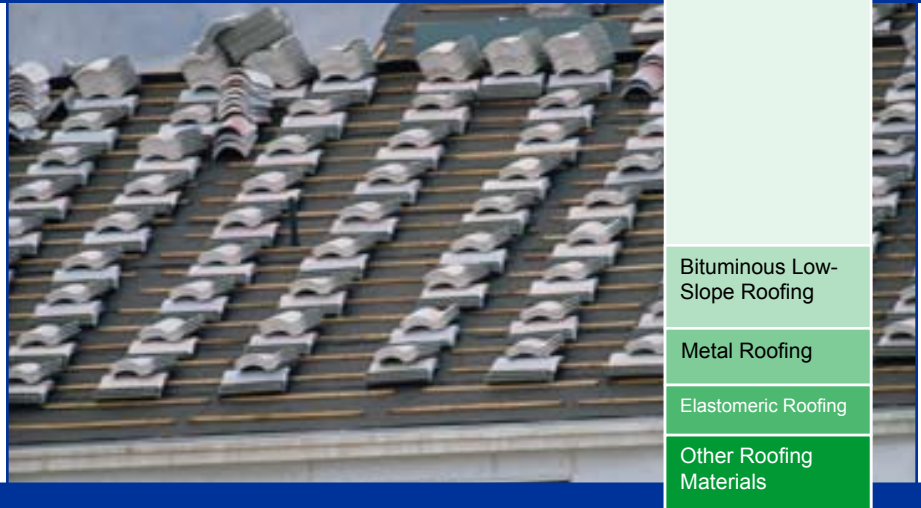 Bituminous Low-
Slope Roofing
Metal Roofing
Elastomeric Roofing
Other Roofing
Materials